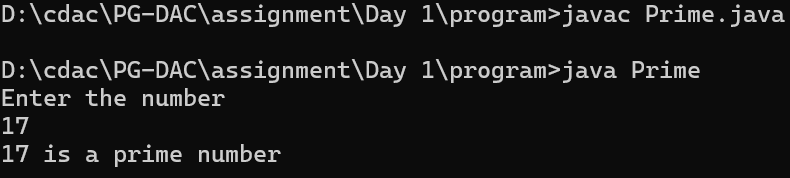 D:\cdac\PG-DAC\assignment\Day 1\program>javac Prime.java
D:\cdac\PG-DAC\assignment\Day 1\program>java Prime
Enter the number
17
17 is a prime number